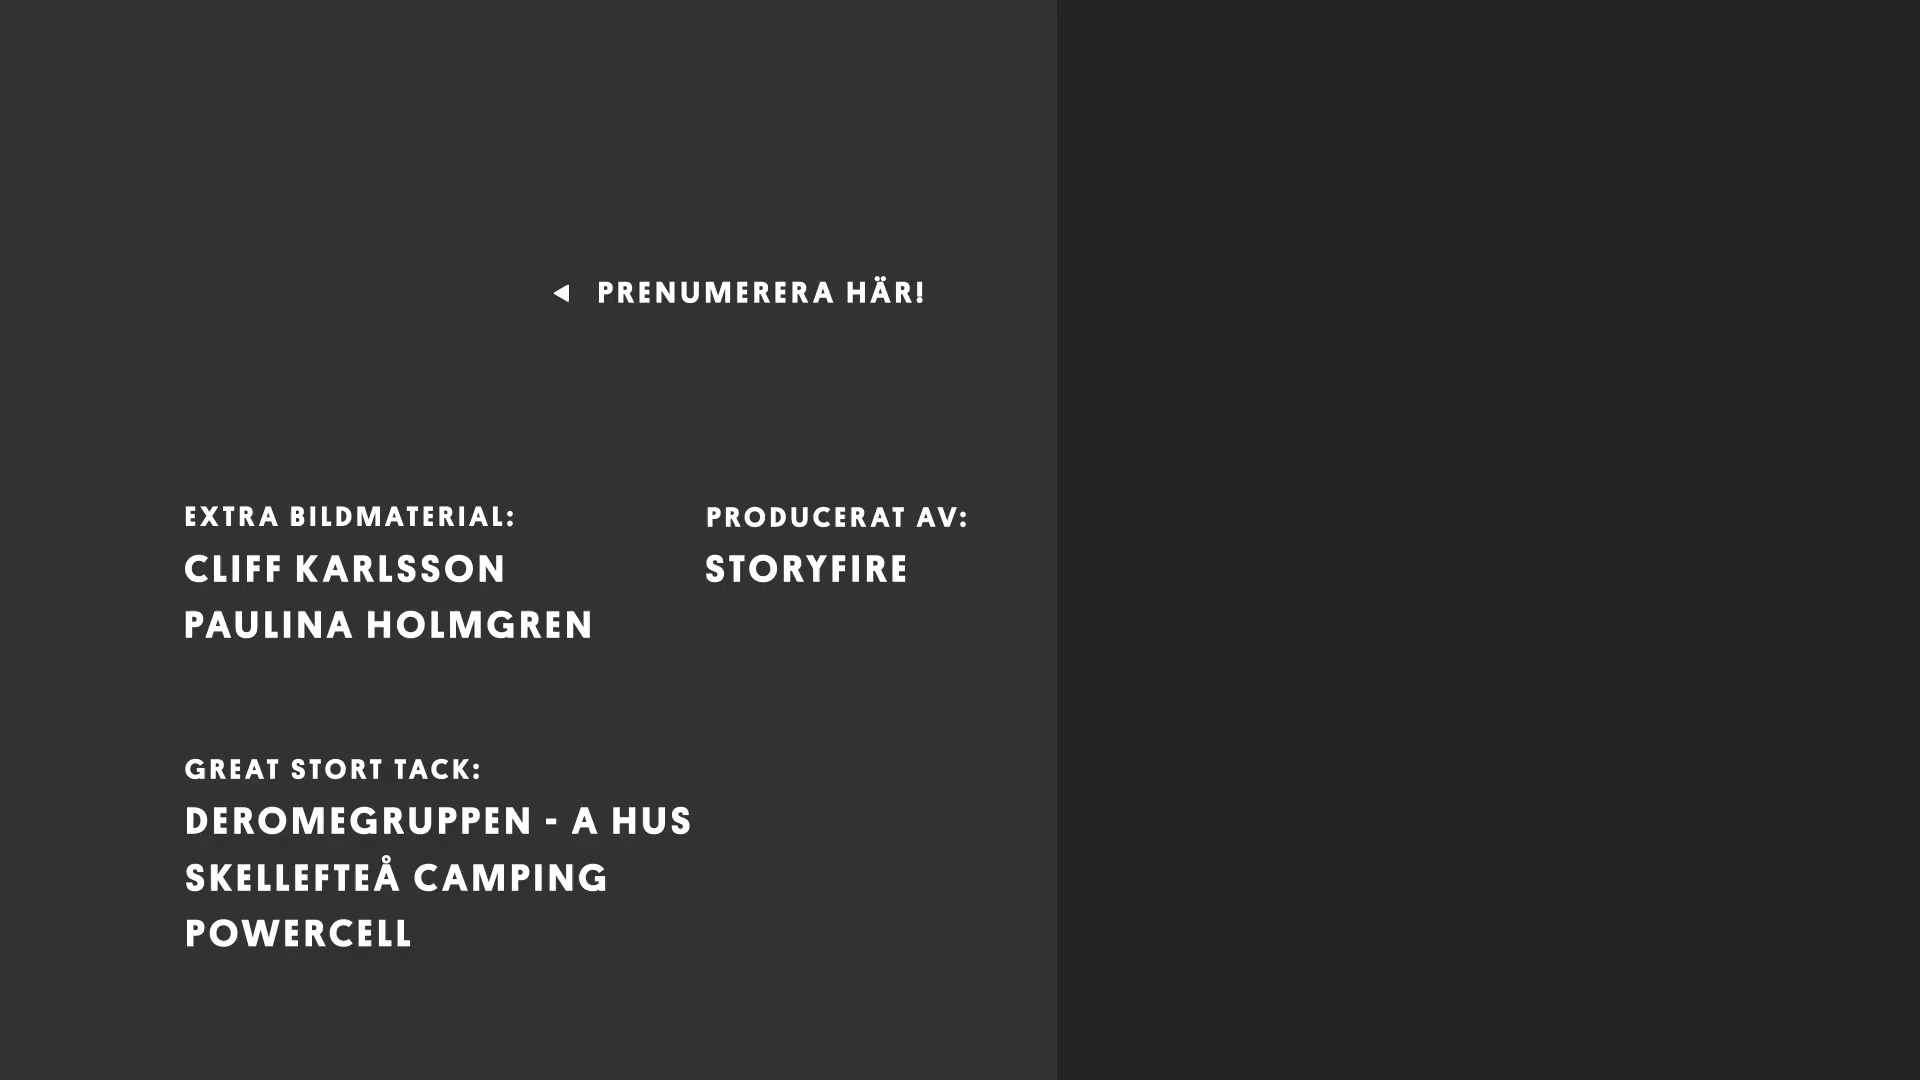 PRENUMERERA HÄR!
EXTRA BILDMATERIAL:
CLIFF KARLSSON
PAULINA HOLMGREN
PRODUCERAT AV:
STORYFIRE
GREAT STORT TACK:
DEROMEGRUPPEN - A HUS
SKELLEFTEÅ CAMPING
POWERCELL